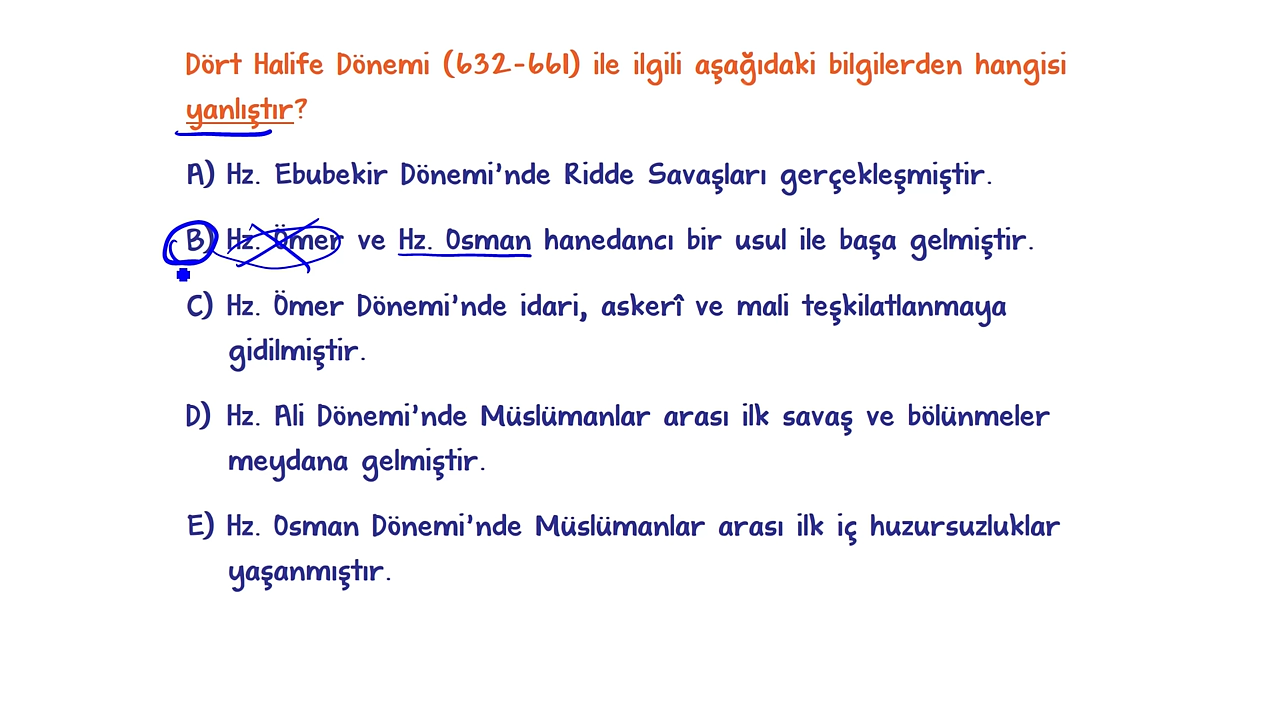 Dört Halife Dönemi (632-661) ile ilgili aşağıdaki bilgilerden hangisi
yanlıştır?
A) Hz. Ebubekir Dönemi'nde Ridde Savaşları gerçekleşmiştir.
B) Hz. Ömer ve Hz. Osman hanedancı bir usul ile başa gelmiştir.
C) Hz. Ömer Dönemi'nde idari, askerî ve mali teşkilatlanmaya
gidilmiştir.
D) Hz. Ali Dönemi'nde Müslümanlar arası ilk savaş ve bölünmeler
meydana gelmiştir.
E) Hz. Osman Dönemi'nde Müslümanlar arası ilk iç huzursuzluklar
yaşanmıştır.